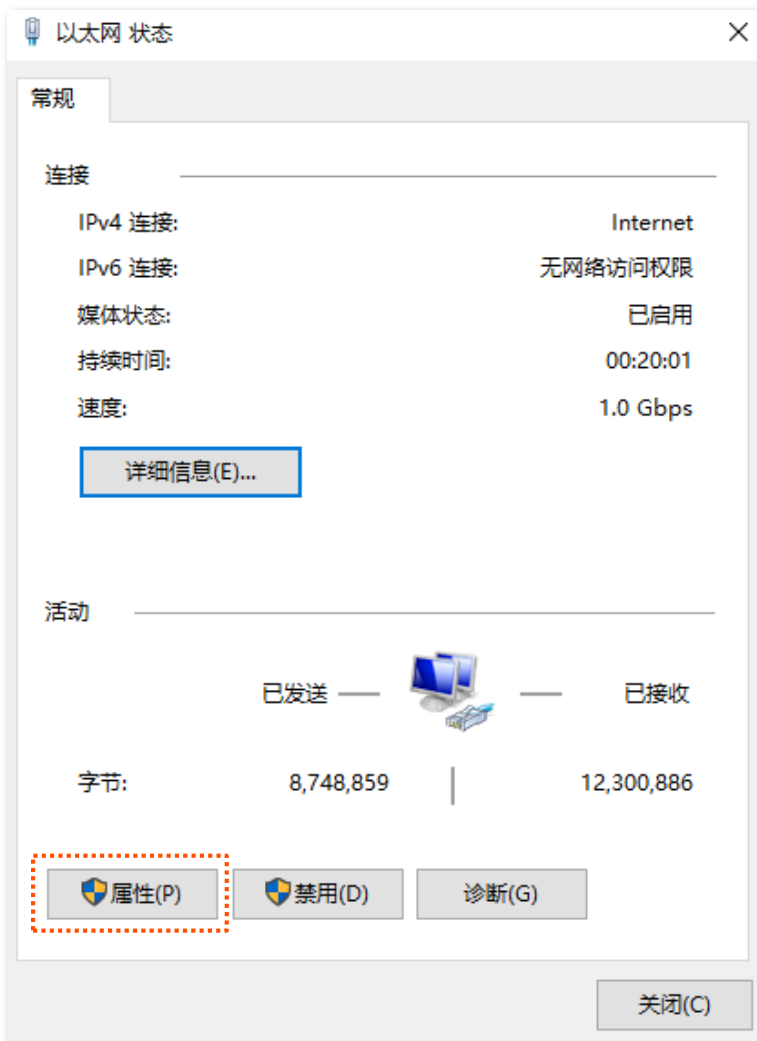 以太网 状态
常规
连接
IPv4 连接: Internet
IPv6 连接: 无网络访问权限
媒体状态: 已启用
持续时间: 00:20:01
速度: 1.0 Gbps
详细信息(E)...
活动
已发送 已接收
字节: 8,748,859 12,300,886
属性(P) 禁用(D) 诊断(G)
关闭(C)